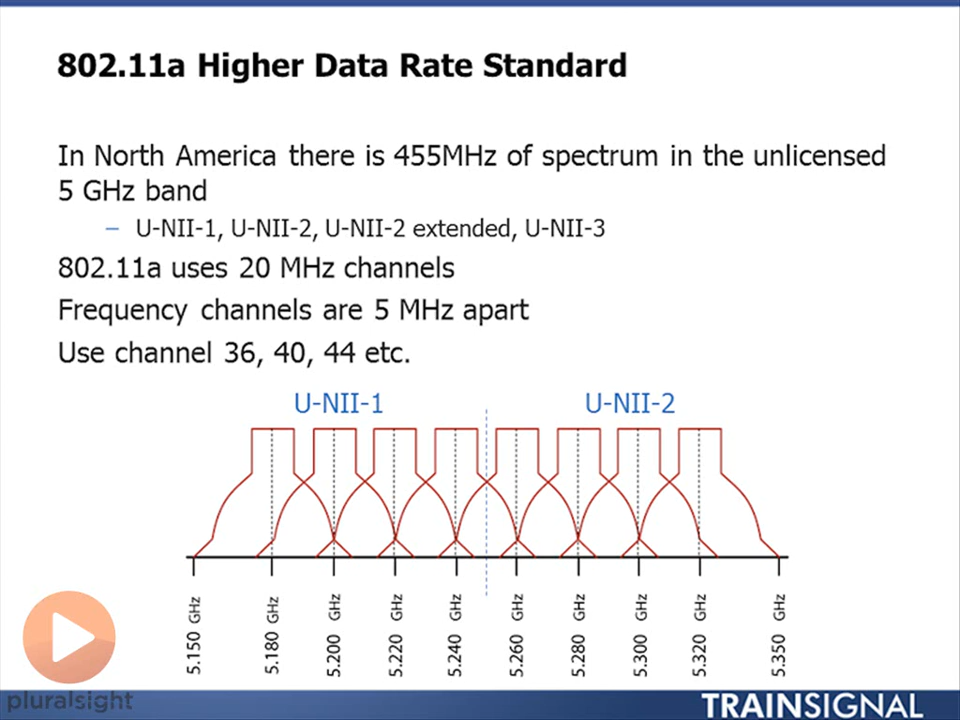 802.11a Higher Data Rate Standard
In North America there is 455MHz of spectrum in the unlicensed
5 GHz band
– U-NII-1, U-NII-2, U-NII-2 extended, U-NII-3
802.11a uses 20 MHz channels
Frequency channels are 5 MHz apart
Use channel 36, 40, 44 etc.
U-NII-1 U-NII-2
5.150 GHz
5.180 GHz
5.200 GHz
5.220 GHz
5.240 GHz
5.260 GHz
5.280 GHz
5.300 GHz
5.320 GHz
5.350 GHz
pluralsight
TRAINSIGNAL